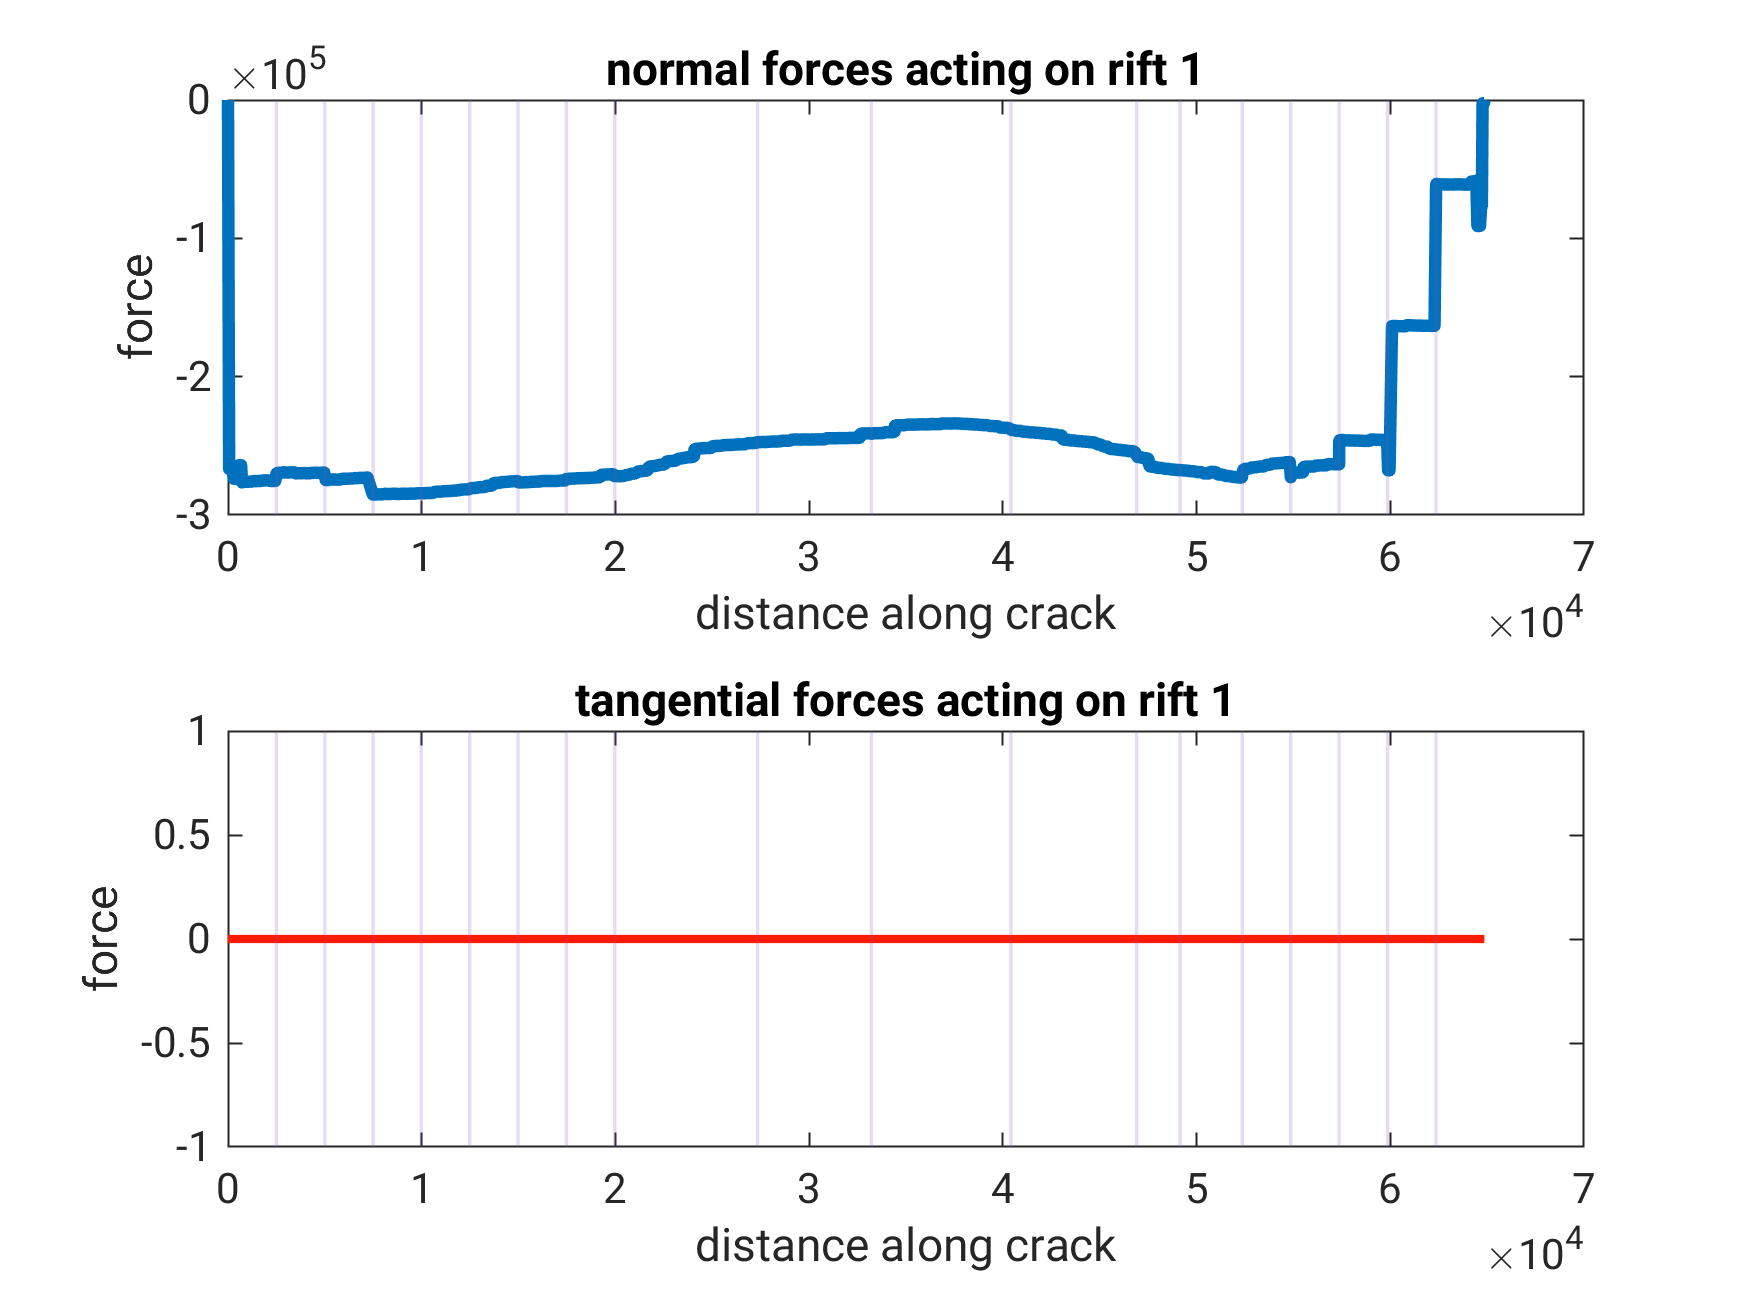 ×10^5
normal forces acting on rift 1
0
-1
-2
-3
force
0 1 2 3 4 5 6 7
distance along crack
×10^4
tangential forces acting on rift 1
1
0.5
0
-0.5
-1
force
0 1 2 3 4 5 6 7
distance along crack
×10^4